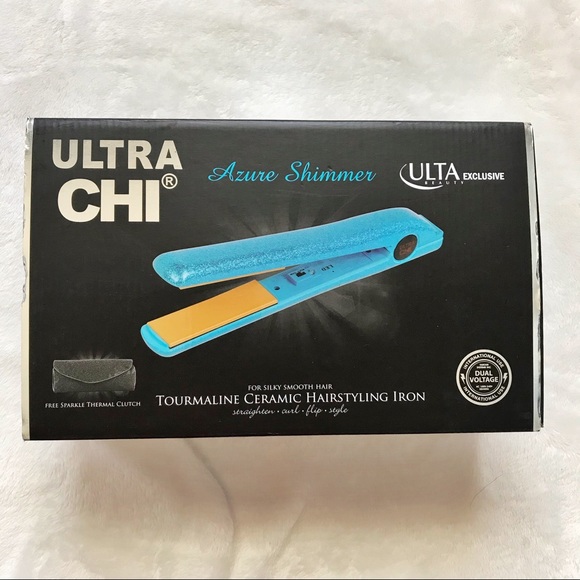 ULTRA
CHI®
Azure Shimmer
ULTA EXCLUSIVE
BEAUTY
FREE SPARKLE THERMAL CLUTCH
FOR SILKY SMOOTH HAIR
TOURMALINE CERAMIC HAIRSTYLING IRON
straighten • curl • flip • style
INTERNATIONAL USE
DUAL
VOLTAGE
INTERNATIONAL USE